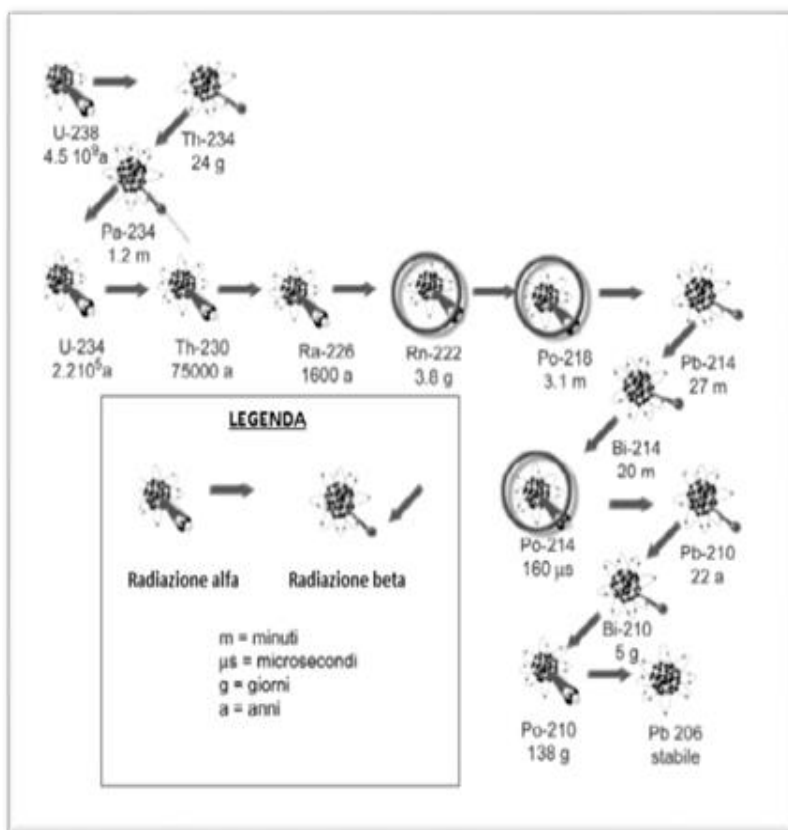 U-238
4.5 10⁹a
Th-234
24 g
Pa-234
1.2 m
U-234
2.210⁵a
Th-230
75000 a
Ra-226
1600 a
Rn-222
3.8 g
Po-218
3.1 m
Pb-214
27 m
Bi-214
20 m
Po-214
160 µs
Pb-210
22 a
Bi-210
5 g
Po-210
138 g
Pb 206
stabile
LEGENDA
Radiazione alfa
Radiazione beta
m = minuti
µs = microsecondi
g = giorni
a = anni